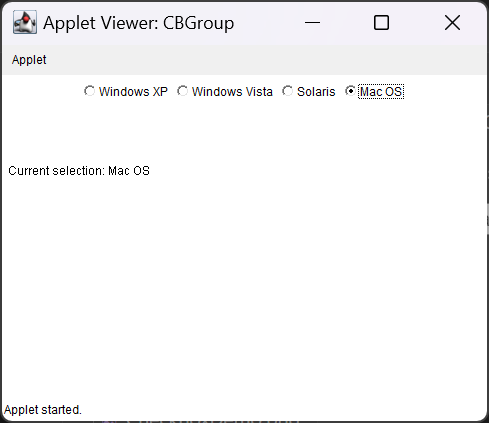 Applet Viewer: CBGroup
Applet
Windows XP Windows Vista Solaris Mac OS
Current selection: Mac OS
Applet started.